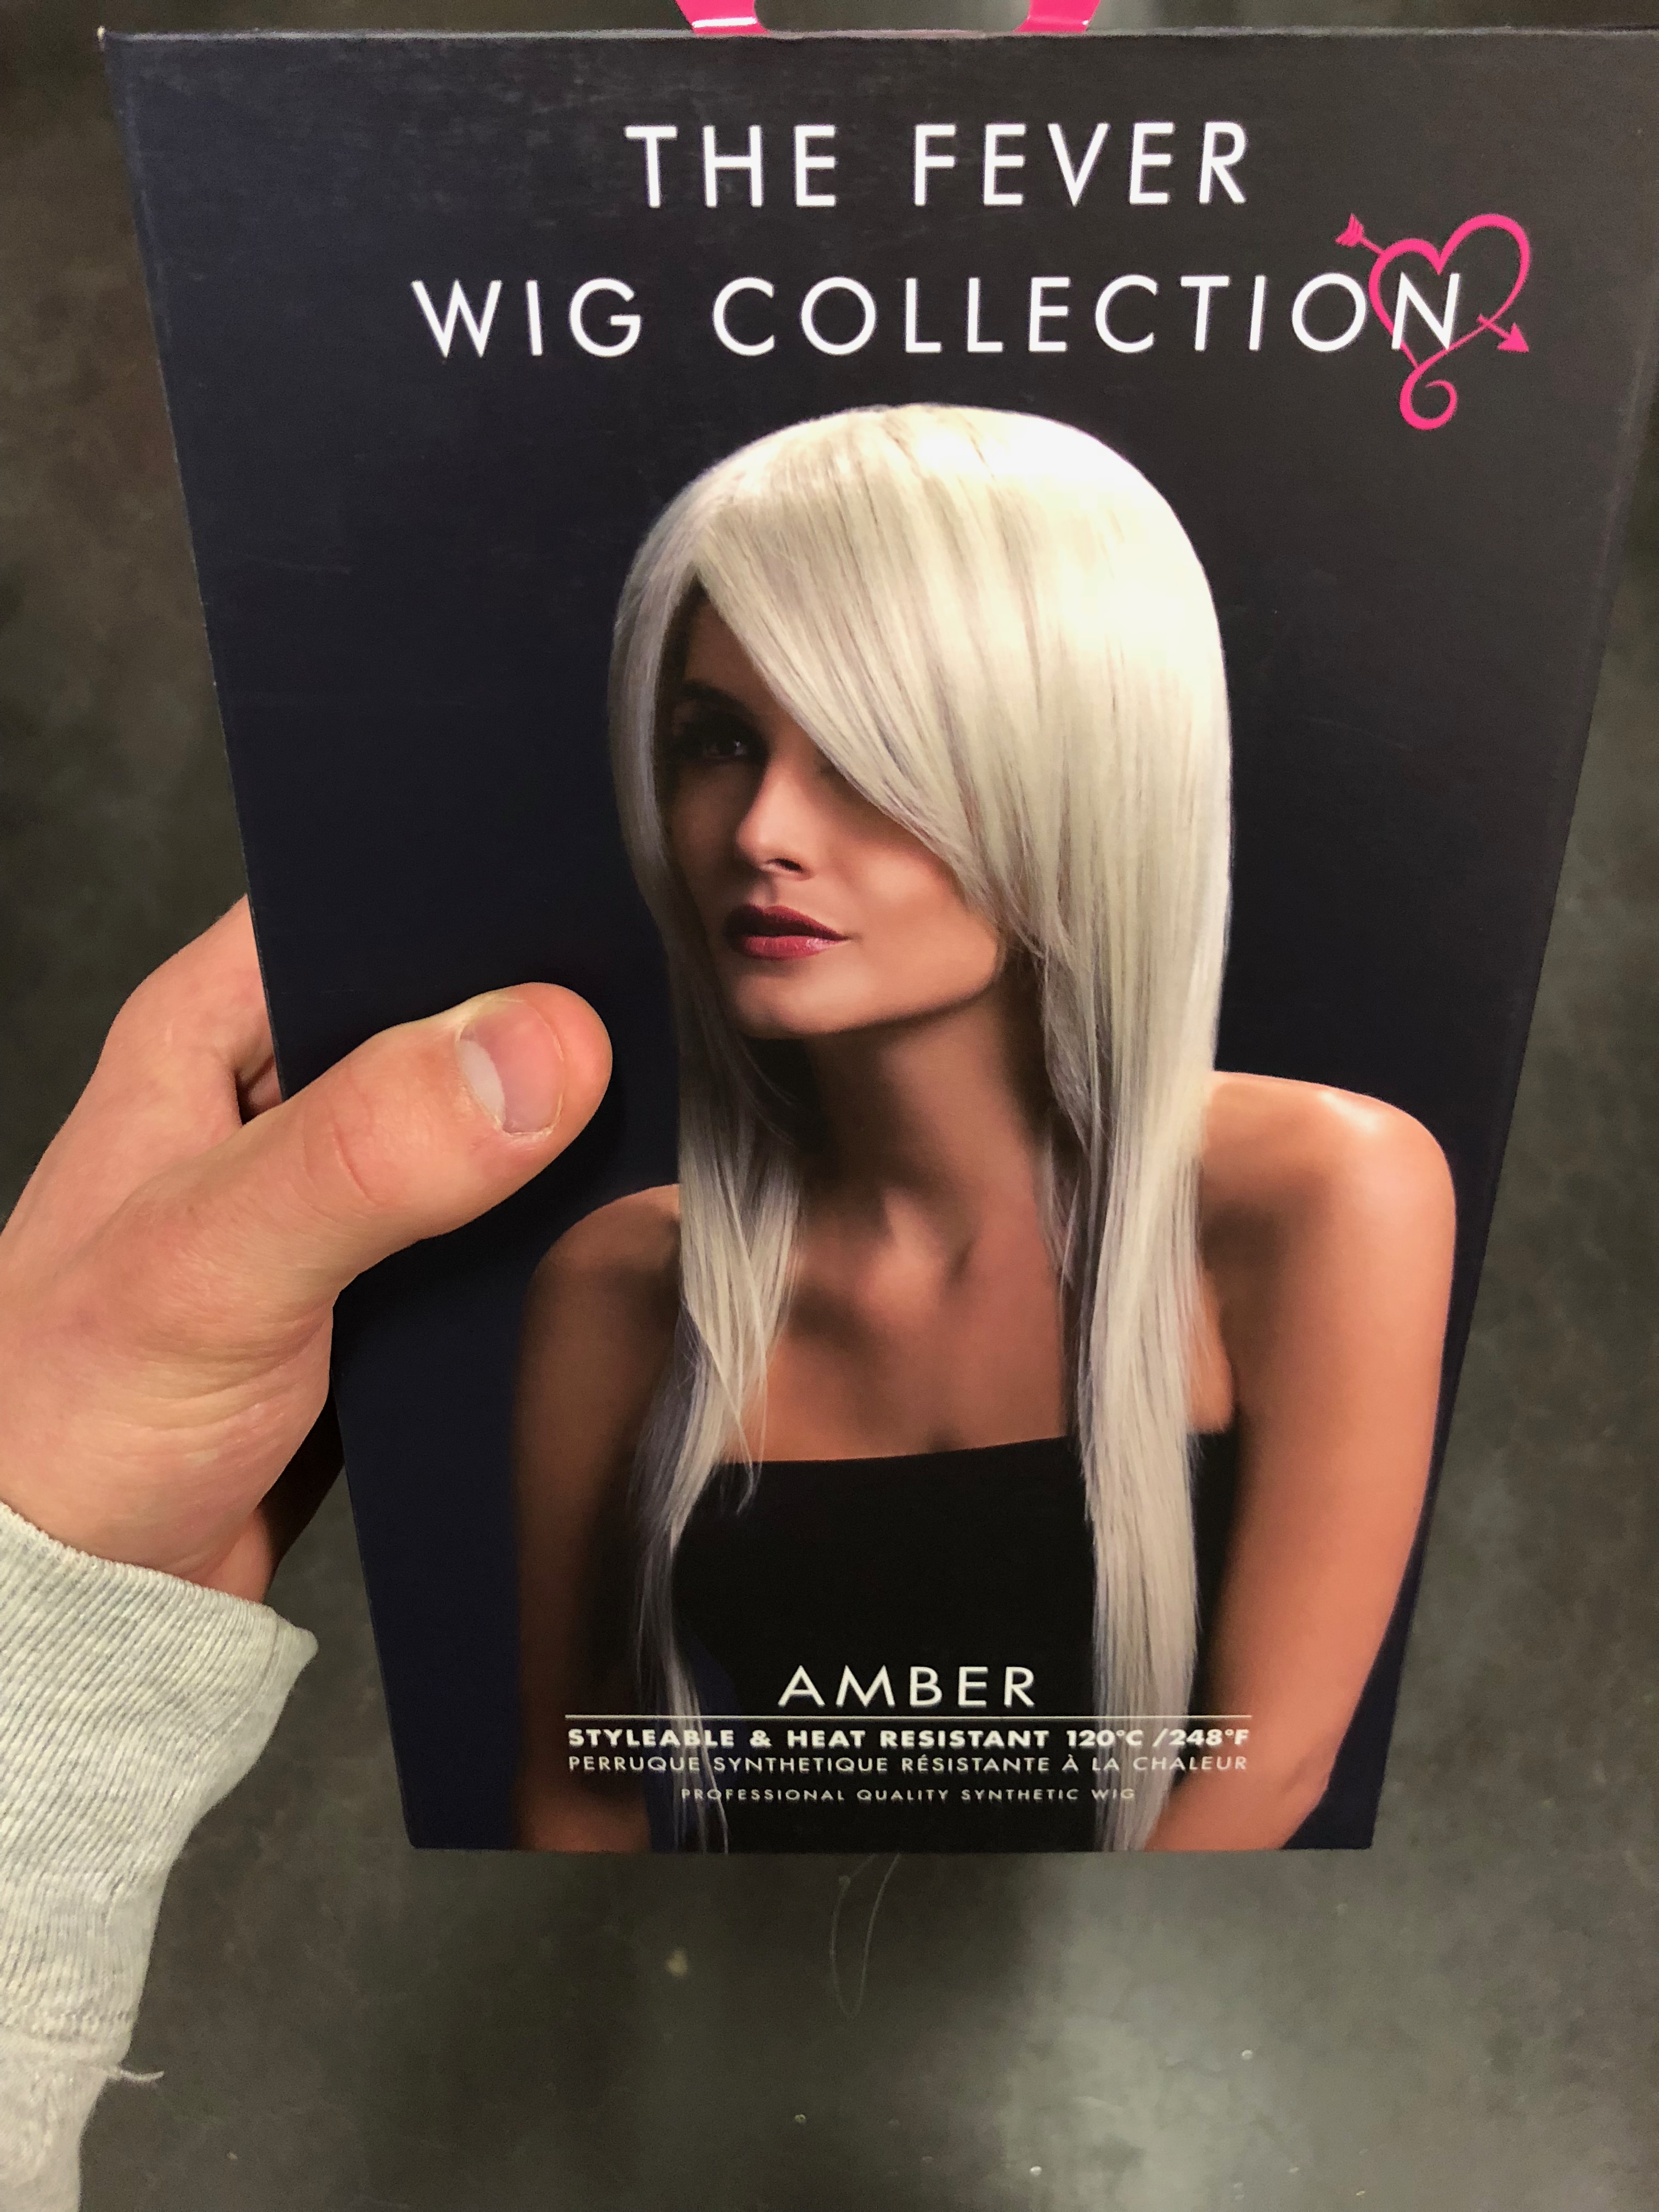 THE FEVER
WIG COLLECTION
AMBER
STYLEABLE & HEAT RESISTANT 120°C /248°F
PERRUQUE SYNTHETIQUE RÉSISTANTE À LA CHALEUR
PROFESSIONAL QUALITY SYNTHETIC WIG